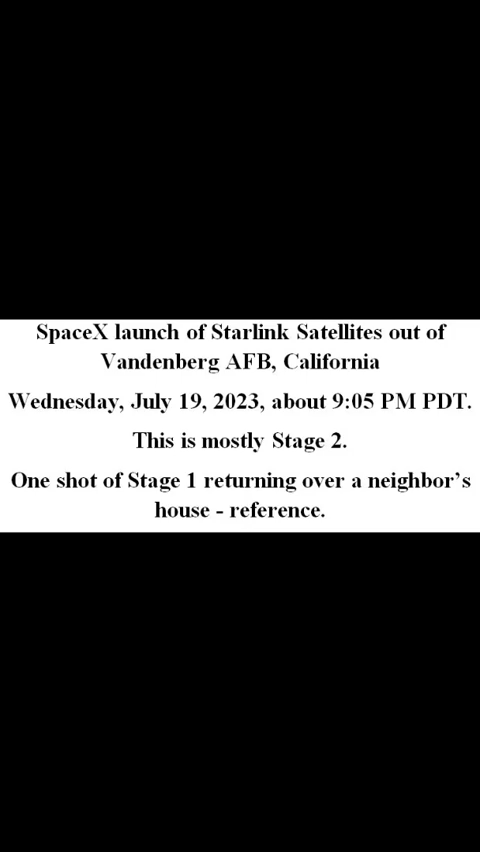 SpaceX launch of Starlink Satellites out of
Vandenberg AFB, California
Wednesday, July 19, 2023, about 9:05 PM PDT.
This is mostly Stage 2.
One shot of Stage 1 returning over a neighbor’s
house - reference.